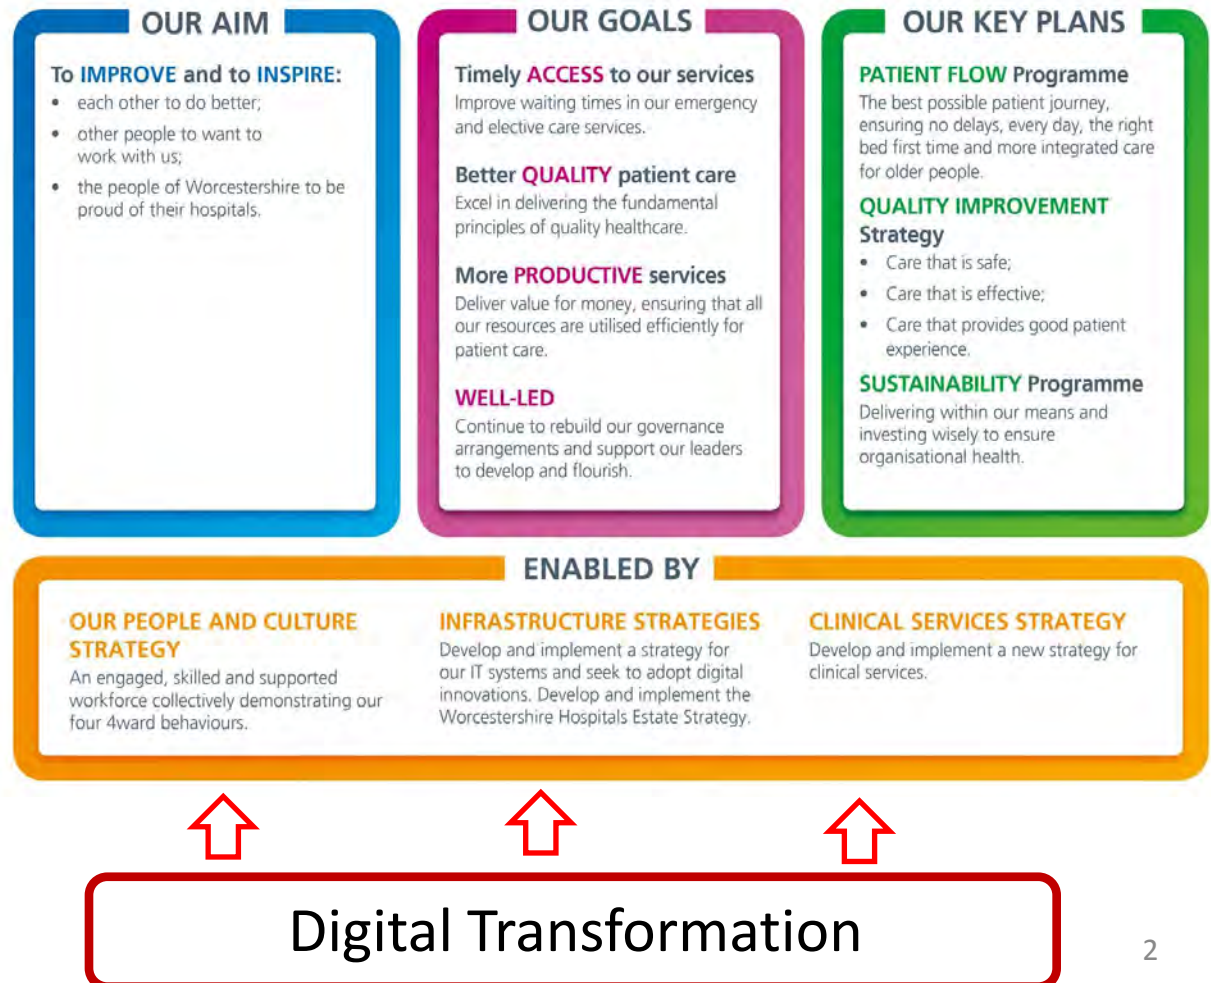 OUR AIM
To IMPROVE and to INSPIRE:
• each other to do better;
• other people to want to
work with us;
• the people of Worcestershire to be
proud of their hospitals.
OUR GOALS
Timely ACCESS to our services
Improve waiting times in our emergency
and elective care services.
Better QUALITY patient care
Excel in delivering the fundamental
principles of quality healthcare.
More PRODUCTIVE services
Deliver value for money, ensuring that all
our resources are utilised efficiently for
patient care.
WELL-LED
Continue to rebuild our governance
arrangements and support our leaders
to develop and flourish.
OUR KEY PLANS
PATIENT FLOW Programme
The best possible patient journey,
ensuring no delays, every day, the right
bed first time and more integrated care
for older people.
QUALITY IMPROVEMENT
Strategy
• Care that is safe;
• Care that is effective;
• Care that provides good patient
experience.
SUSTAINABILITY Programme
Delivering within our means and
investing wisely to ensure
organisational health.
ENABLED BY
OUR PEOPLE AND CULTURE
STRATEGY
An engaged, skilled and supported
workforce collectively demonstrating our
four 4ward behaviours.
INFRASTRUCTURE STRATEGIES
Develop and implement a strategy for
our IT systems and seek to adopt digital
innovations. Develop and implement the
Worcestershire Hospitals Estate Strategy.
CLINICAL SERVICES STRATEGY
Develop and implement a new strategy for
clinical services.
Digital Transformation
2